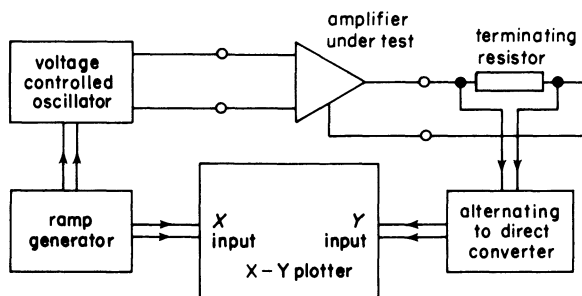 amplifier
under test
terminating
resistor
voltage
controlled
oscillator
ramp
generator
X
input
Y
input
X – Y plotter
alternating
to direct
converter